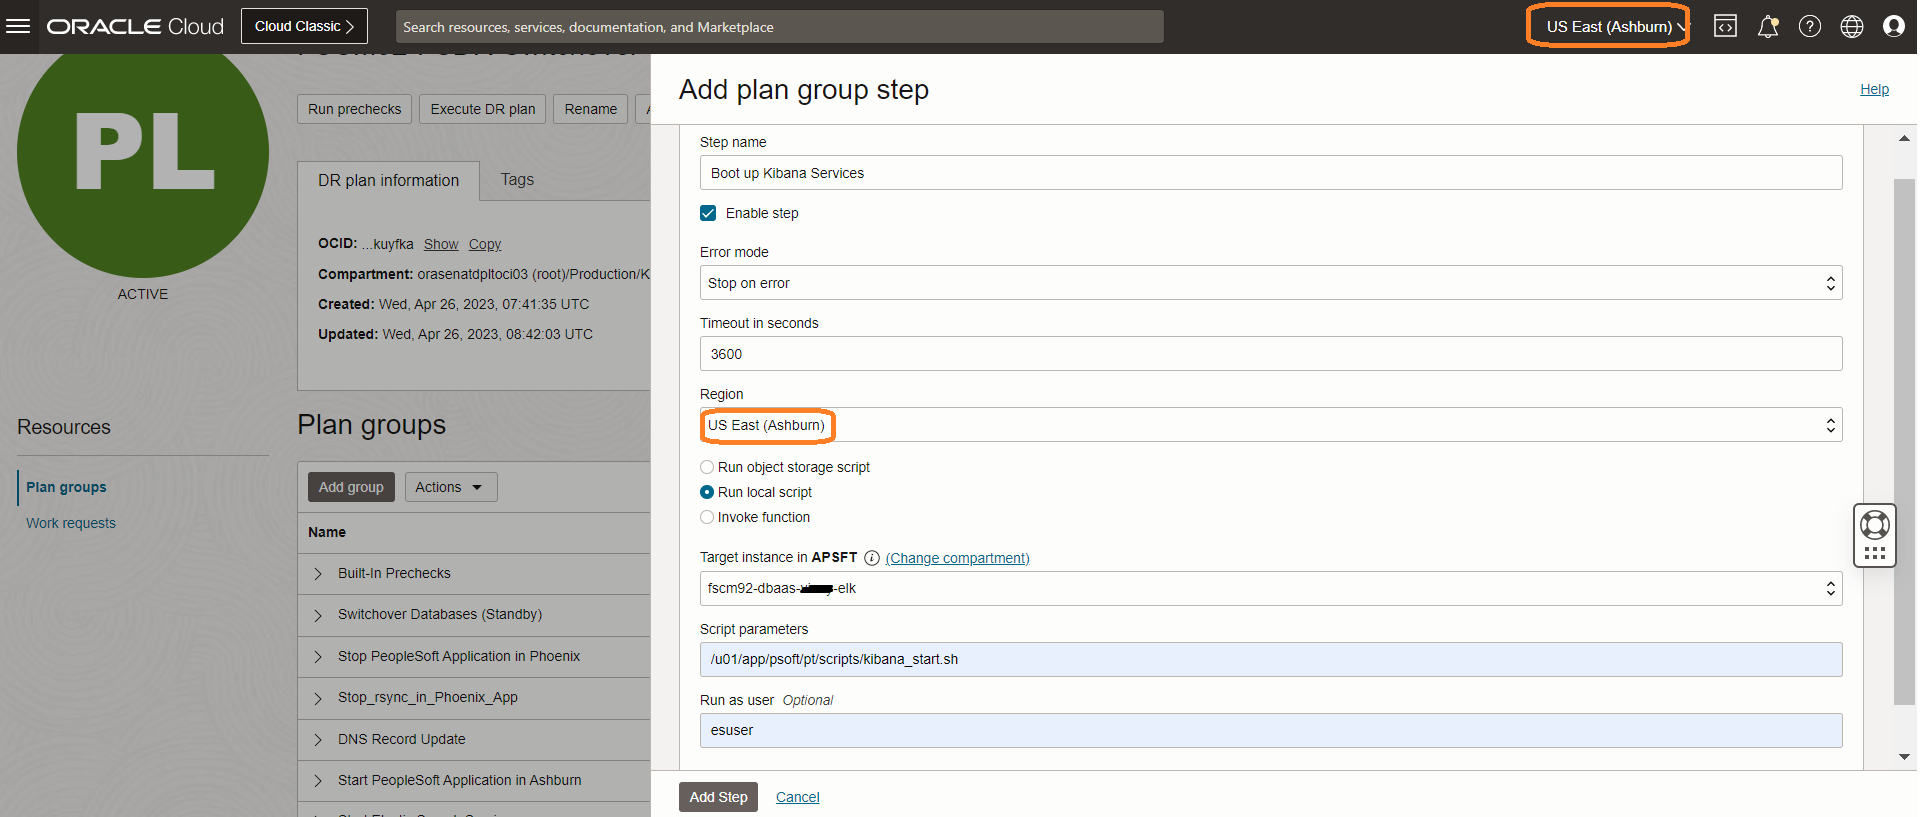 ORACLE Cloud
Cloud Classic
Search resources, services, documentation, and Marketplace
US East (Ashburn)
PL
ACTIVE
Resources
Plan groups
Work requests
Run prechecks
Execute DR plan
Rename
DR plan information
Tags
OCID: ...kuyfka Show Copy
Compartment: orasenatdpltoci03 (root)/Production/K
Created: Wed, Apr 26, 2023, 07:41:35 UTC
Updated: Wed, Apr 26, 2023, 08:42:03 UTC
Plan groups
Add group
Actions
Name
Built-In Prechecks
Switchover Databases (Standby)
Stop PeopleSoft Application in Phoenix
Stop_rsync_in_Phoenix_App
DNS Record Update
Start PeopleSoft Application in Ashburn
Add plan group step
Help
Step name
Boot up Kibana Services
Enable step
Error mode
Stop on error
Timeout in seconds
3600
Region
US East (Ashburn)
Run object storage script
Run local script
Invoke function
Target instance in APSFT (Change compartment)
fscm92-dbaas- -elk
Script parameters
/u01/app/psoft/pt/scripts/kibana_start.sh
Run as user Optional
esuser
Add Step
Cancel